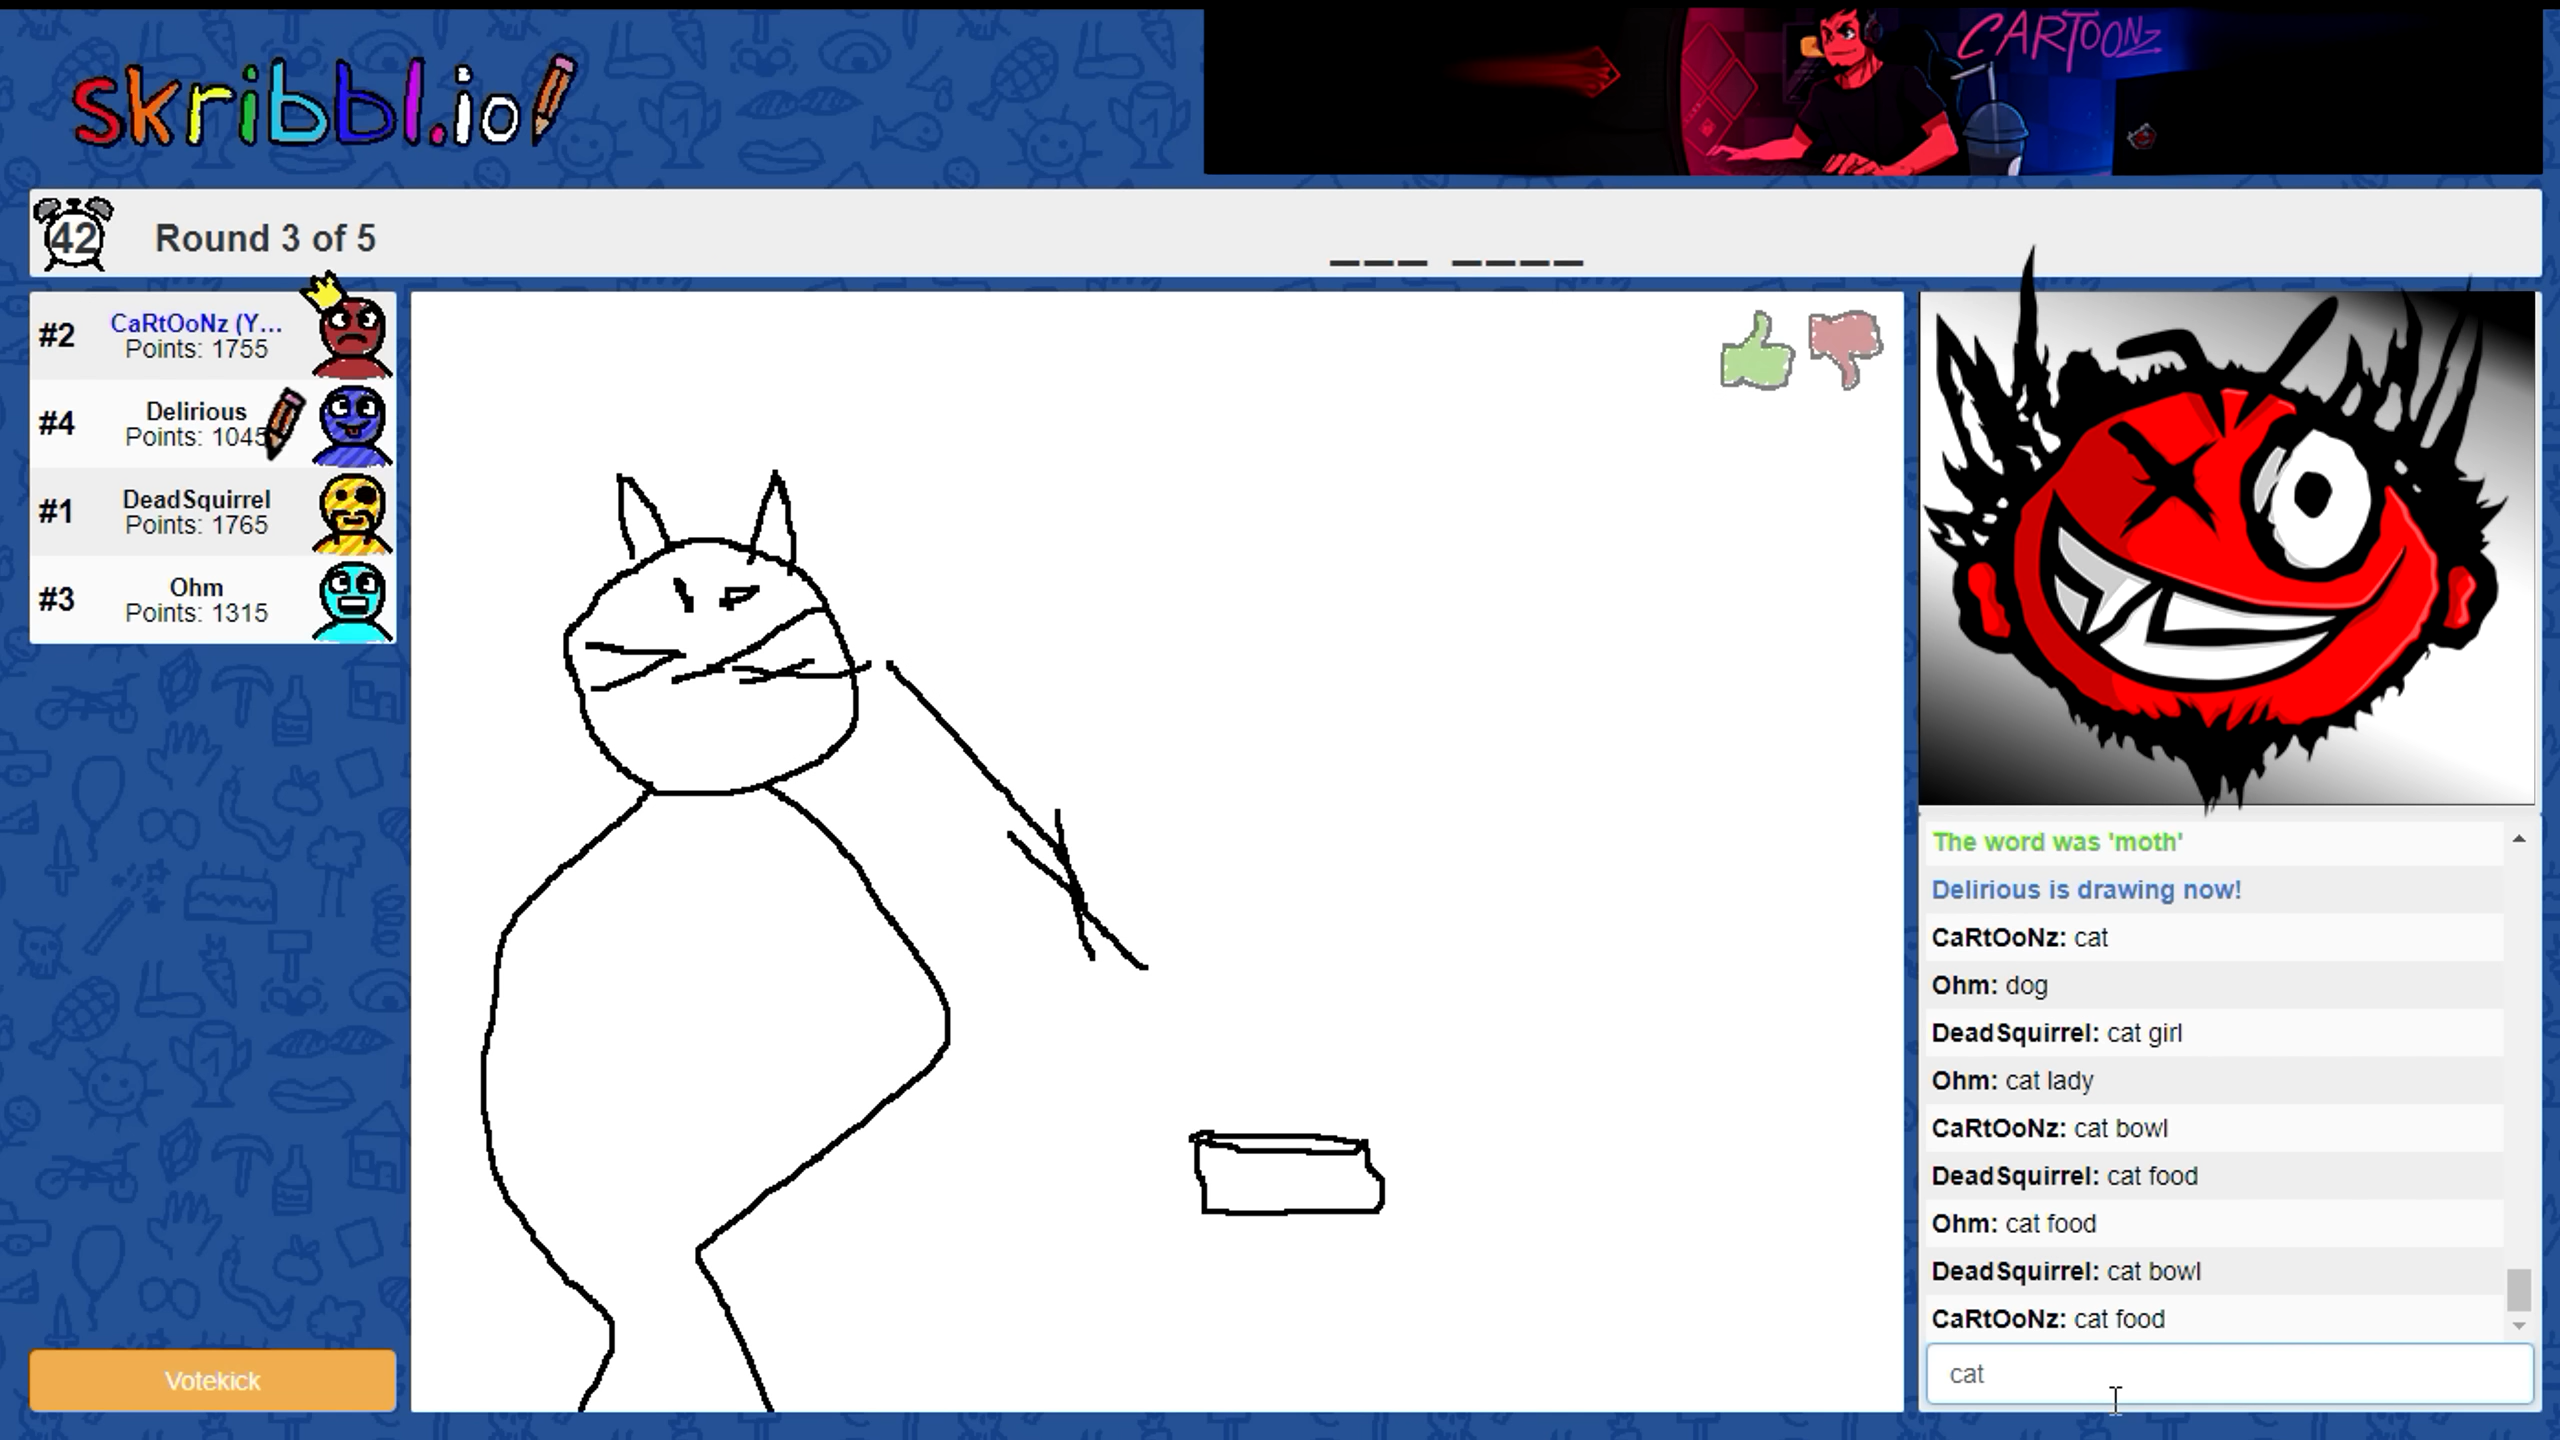 skribbl.io
CARTOONZ
42
Round 3 of 5
___ ____
#2
CaRtOoNz (Y...
Points: 1755
#4
Delirious
Points: 1045
#1
DeadSquirrel
Points: 1765
#3
Ohm
Points: 1315
The word was 'moth'
Delirious is drawing now!
CaRtOoNz: cat
Ohm: dog
DeadSquirrel: cat girl
Ohm: cat lady
CaRtOoNz: cat bowl
DeadSquirrel: cat food
Ohm: cat food
DeadSquirrel: cat bowl
CaRtOoNz: cat food
cat
Votekick